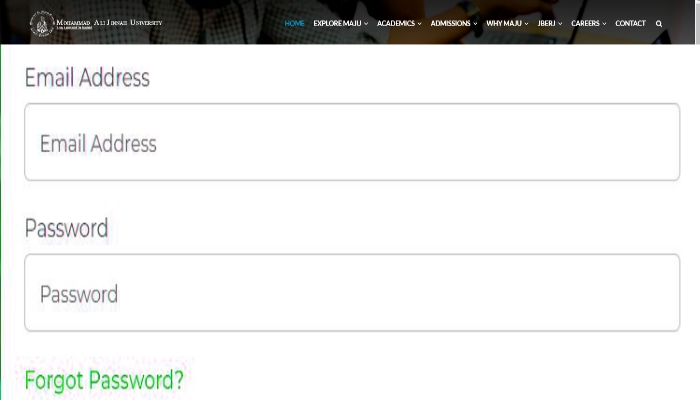 Mohammad Ali Jinnah University
HOME EXPLORE MAJU ACADEMICS ADMISSIONS WHY MAJU JBERJ CAREERS CONTACT
Email Address
Email Address
Password
Password
Forgot Password?